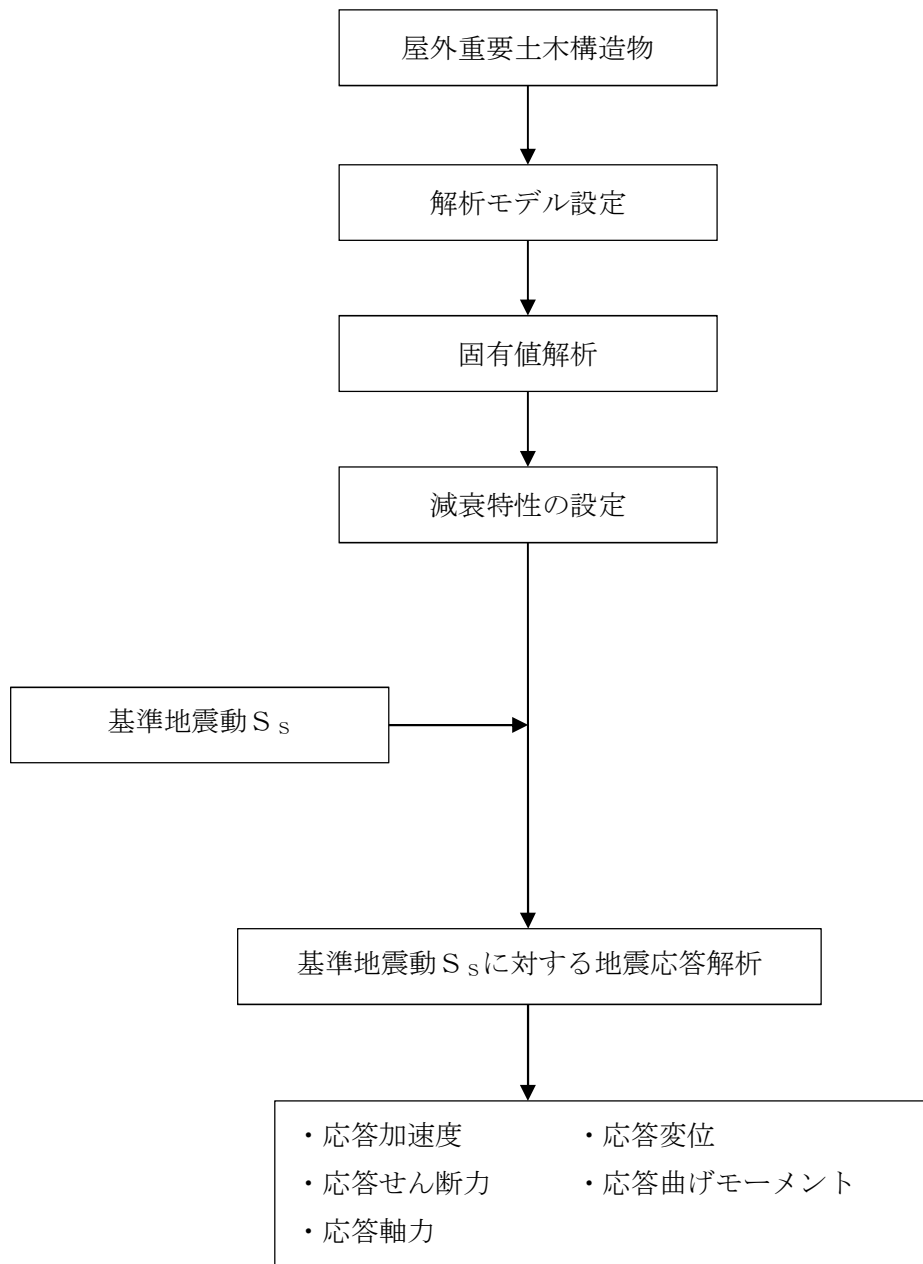 屋外重要土木構造物
解析モデル設定
固有値解析
減衰特性の設定
基準地震動Ｓｓ
基準地震動Ｓｓに対する地震応答解析
・応答加速度　・応答変位
・応答せん断力　・応答曲げモーメント
・応答軸力